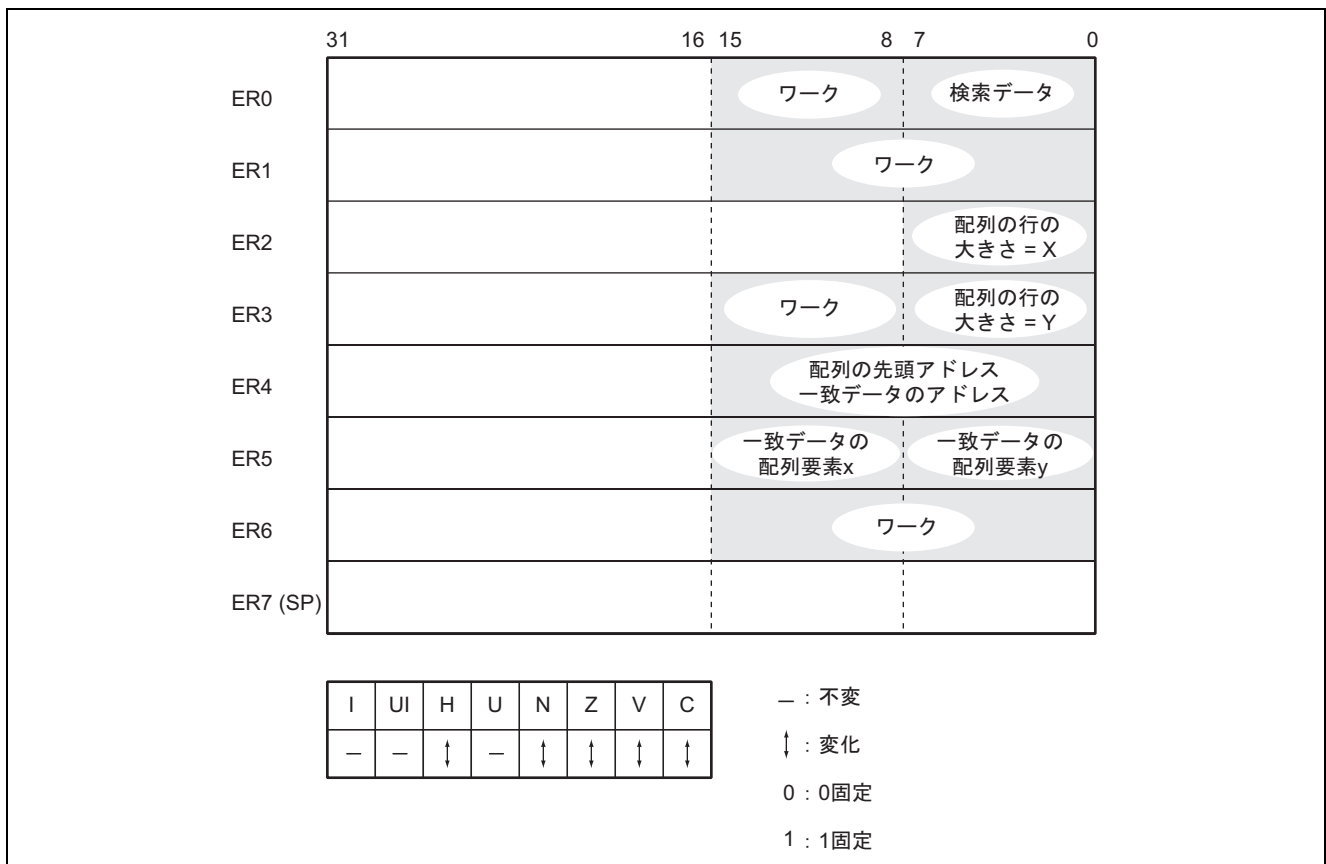 31 16 15 8 7 0
ER0 ワーク 検索データ
ER1 ワーク
ER2 配列の行の
大きさ = X
ER3 ワーク 配列の行の
大きさ = Y
ER4 配列の先頭アドレス
一致データのアドレス
ER5 一致データの 一致データの
配列要素x 配列要素y
ER6 ワーク
ER7 (SP)
I UI H U N Z V C
– – ↕ – ↕ ↕ ↕ ↕
– : 不変
↕ : 変化
0 : 0固定
1 : 1固定